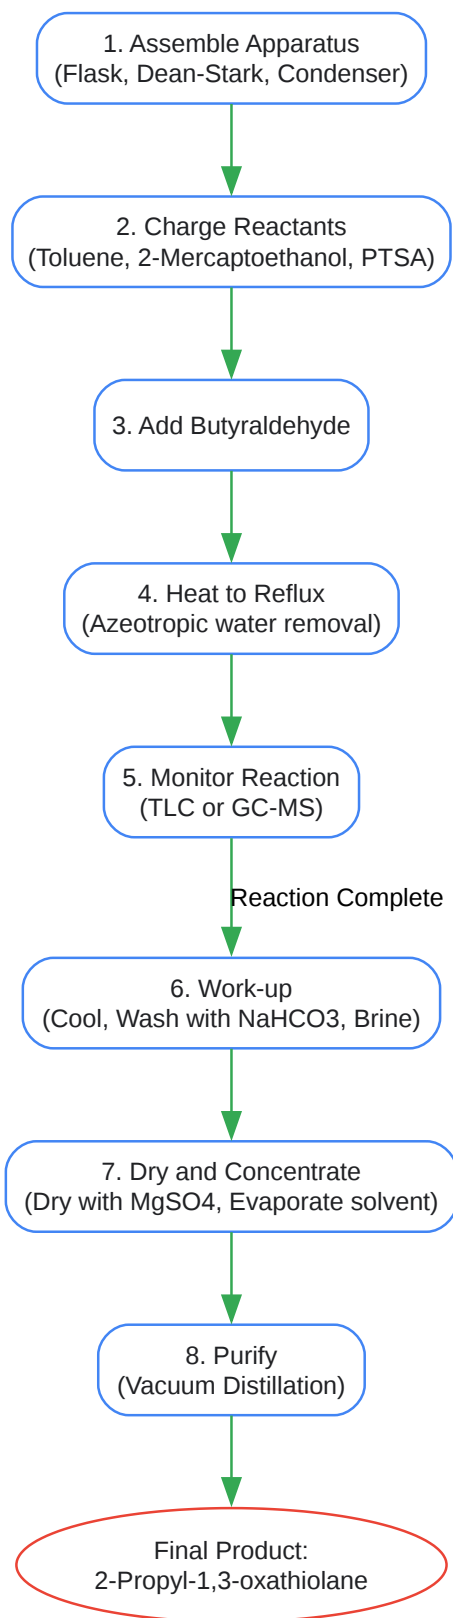 1. Assemble Apparatus
(Flask, Dean-Stark, Condenser)
2. Charge Reactants
(Toluene, 2-Mercaptoethanol, PTSA)
3. Add Butyraldehyde
4. Heat to Reflux
(Azeotropic water removal)
5. Monitor Reaction
(TLC or GC-MS)
Reaction Complete
6. Work-up
(Cool, Wash with NaHCO3, Brine)
7. Dry and Concentrate
(Dry with MgSO4, Evaporate solvent)
8. Purify
(Vacuum Distillation)
Final Product:
2-Propyl-1,3-oxathiolane